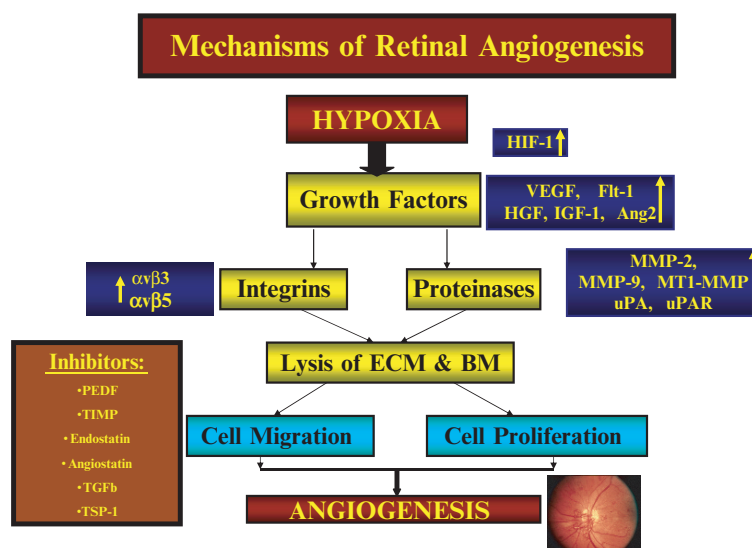 Mechanisms of Retinal Angiogenesis
HYPOXIA
HIF-1
Growth Factors
VEGF, Flt-1
HGF, IGF-1, Ang2
αvβ3
αvβ5
Integrins
Proteinases
MMP-2,
MMP-9, MT1-MMP
uPA, uPAR
Lysis of ECM & BM
Inhibitors:
•PEDF
•TIMP
•Endostatin
•Angiostatin
•TGFb
•TSP-1
Cell Migration
Cell Proliferation
ANGIOGENESIS